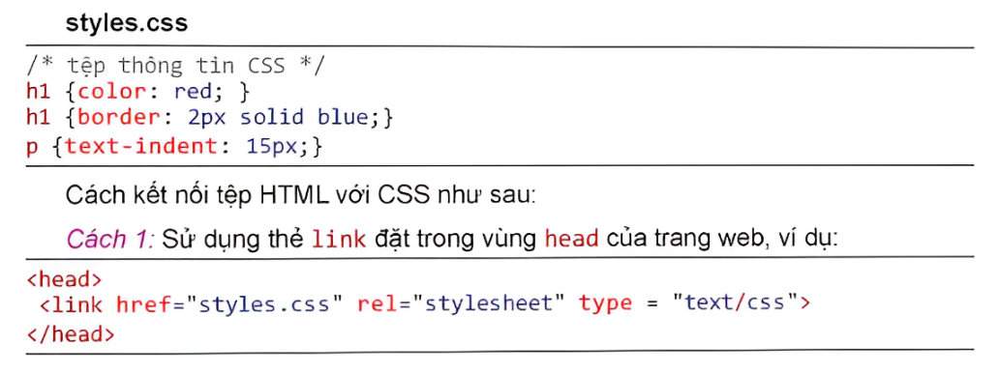 styles.css
/* tệp thông tin CSS */
h1 {color: red; }
h1 {border: 2px solid blue;}
p {text-indent: 15px;}
Cách kết nối tệp HTML với CSS như sau:
Cách 1: Sử dụng thẻ link đặt trong vùng head của trang web, ví dụ:
<head>
<link href="styles.css" rel="stylesheet" type = "text/css">
</head>